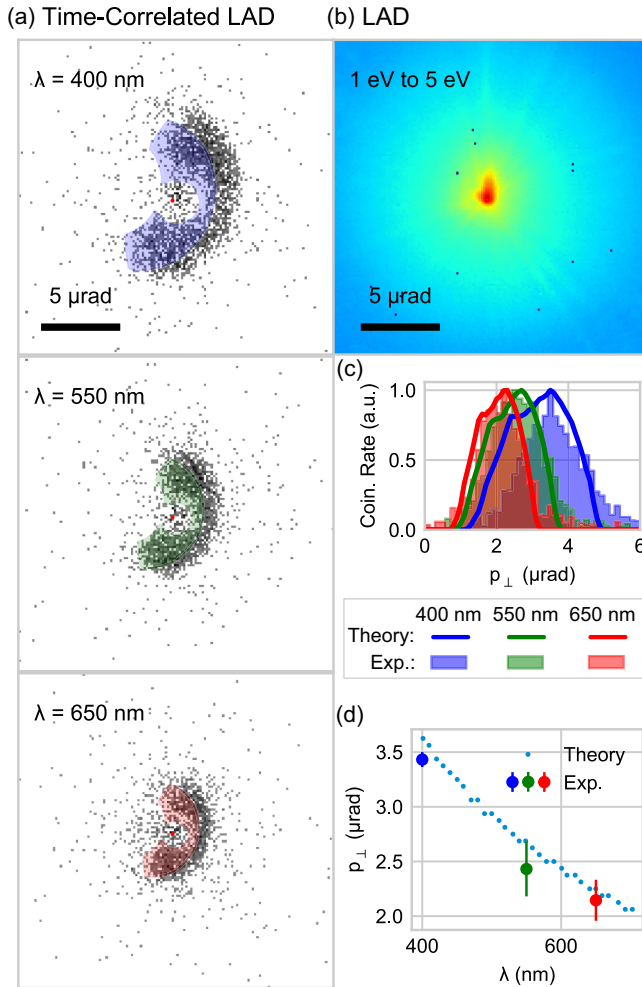 (a) Time-Correlated LAD
(b) LAD
λ = 400 nm
5 μrad
1 eV to 5 eV
5 μrad
λ = 550 nm
λ = 650 nm
(c)
Coin. Rate (a.u.)
1.0
0.5
0.0
0 2 4 6
p⊥ (μrad)
400 nm 550 nm 650 nm
Theory:
Exp.:
(d)
p⊥ (μrad)
3.5
3.0
2.5
2.0
Theory
Exp.
400 600
λ (nm)